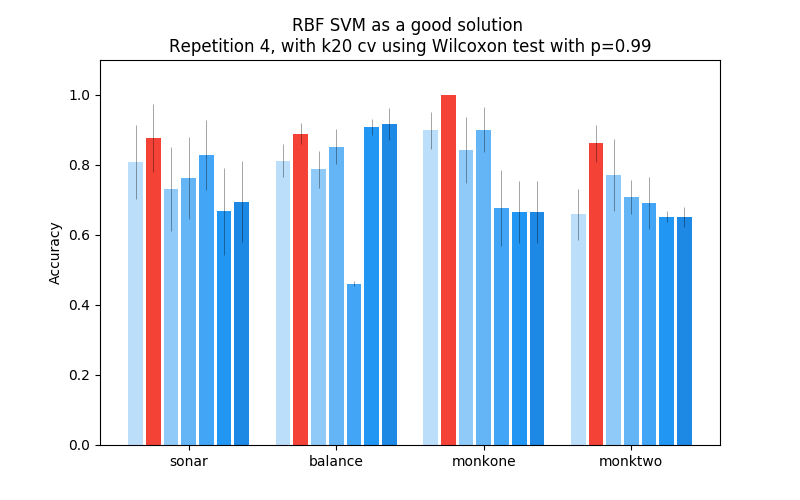 RBF SVM as a good solution
Repetition 4, with k20 cv using Wilcoxon test with p=0.99
Accuracy
1.0
0.8
0.6
0.4
0.2
0.0
sonar balance monkone monktwo